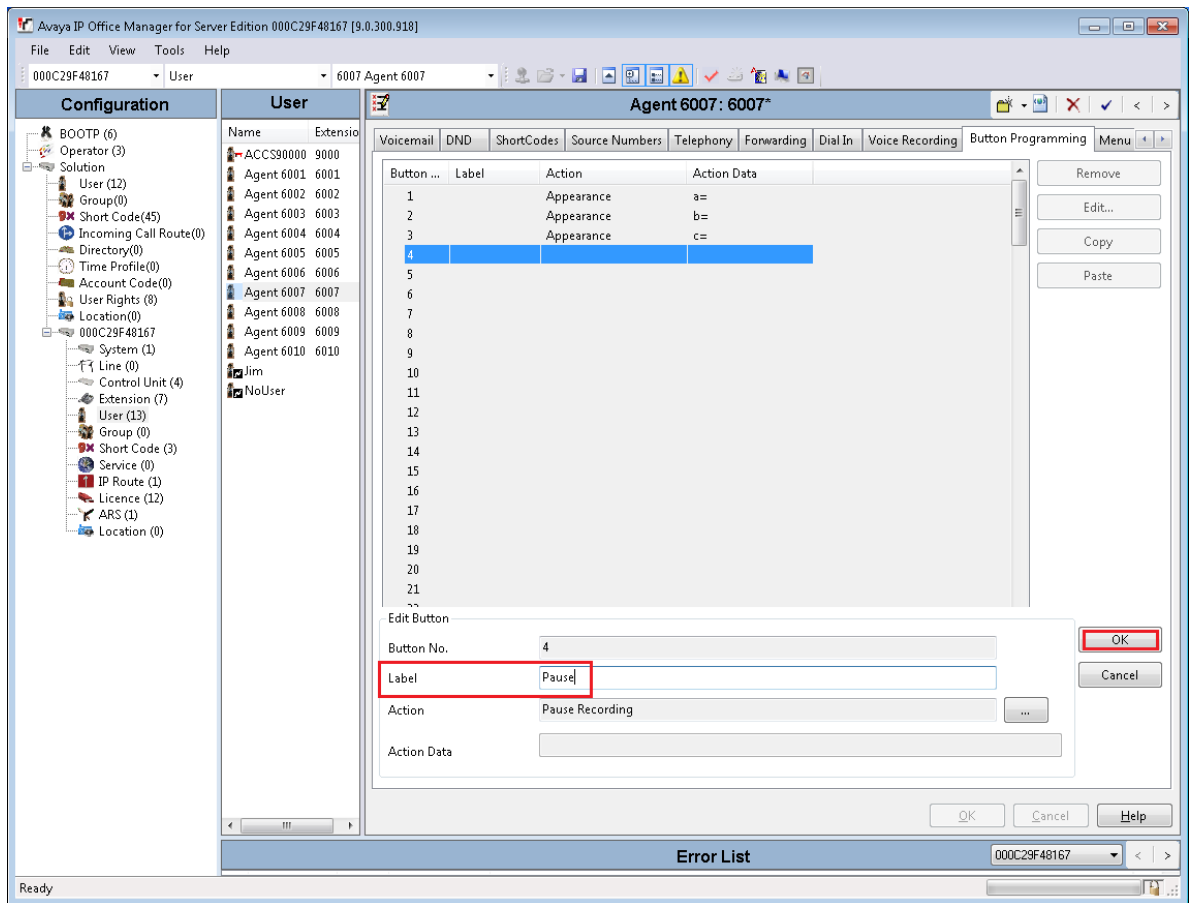 Avaya IP Office Manager for Server Edition 000C29F48167 [9.0.300.918]
File Edit View Tools Help
000C29F48167 User 6007 Agent 6007
Configuration
BOOTP (6)
Operator (3)
Solution
User (12)
Group(0)
Short Code(45)
Incoming Call Route(0)
Directory(0)
Time Profile(0)
Account Code(0)
User Rights (8)
Location(0)
000C29F48167
System (1)
Line (0)
Control Unit (4)
Extension (7)
User (13)
Group (0)
Short Code (3)
Service (0)
IP Route (1)
Licence (12)
ARS (1)
Location (0)
User
Name Extensio
ACCS90000 9000
Agent 6001 6001
Agent 6002 6002
Agent 6003 6003
Agent 6004 6004
Agent 6005 6005
Agent 6006 6006
Agent 6007 6007
Agent 6008 6008
Agent 6009 6009
Agent 6010 6010
Jim
NoUser
Agent 6007: 6007*
Voicemail DND ShortCodes Source Numbers Telephony Forwarding Dial In Voice Recording Button Programming Menu
Button ... Label Action Action Data
1 Appearance a=
2 Appearance b=
3 Appearance c=
4
5
6
7
8
9
10
11
12
13
14
15
16
17
18
19
20
21
Remove
Edit...
Copy
Paste
Edit Button
Button No. 4
Label Pause
Action Pause Recording ...
Action Data
OK
Cancel
OK Cancel Help
Error List
000C29F48167
Ready